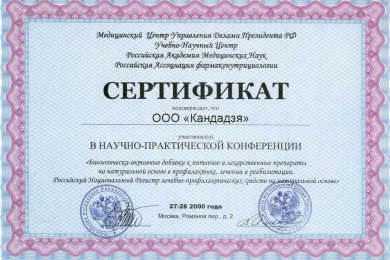 Медицинский Центр Управления Делами Президента РФ
Учебно-Научный Центр
Российская Академия Медицинских Наук
Российская Ассоциация фармаконутрициологии
СЕРТИФИКАТ
подтверждает, что
ООО «Кандадзя»
участвовал(а)
В НАУЧНО-ПРАКТИЧЕСКОЙ КОНФЕРЕНЦИИ
«Биологически-активные добавки к питанию и лекарственные препараты
на натуральной основе в профилактике, лечении и реабилитации.
Российский Национальный Регистр лечебно-профилактических средств на натуральной основе»
27-28 2000 года
Москва, Романов пер., д. 2